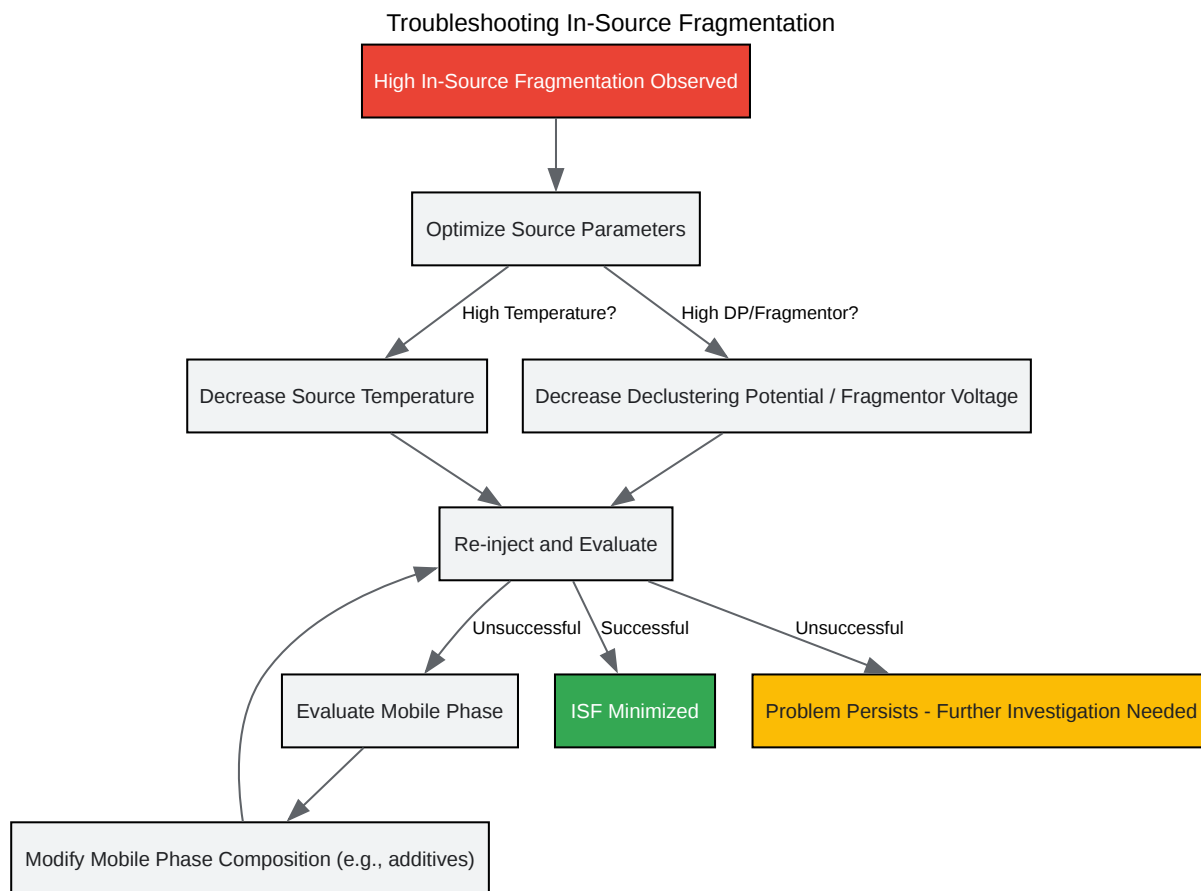 Troubleshooting In-Source Fragmentation
High In-Source Fragmentation Observed
Optimize Source Parameters
High Temperature?
High DP/Fragmentor?
Decrease Source Temperature
Decrease Declustering Potential / Fragmentor Voltage
Re-inject and Evaluate
Unsuccessful
Successful
Unsuccessful
Evaluate Mobile Phase
ISF Minimized
Problem Persists - Further Investigation Needed
Modify Mobile Phase Composition (e.g., additives)